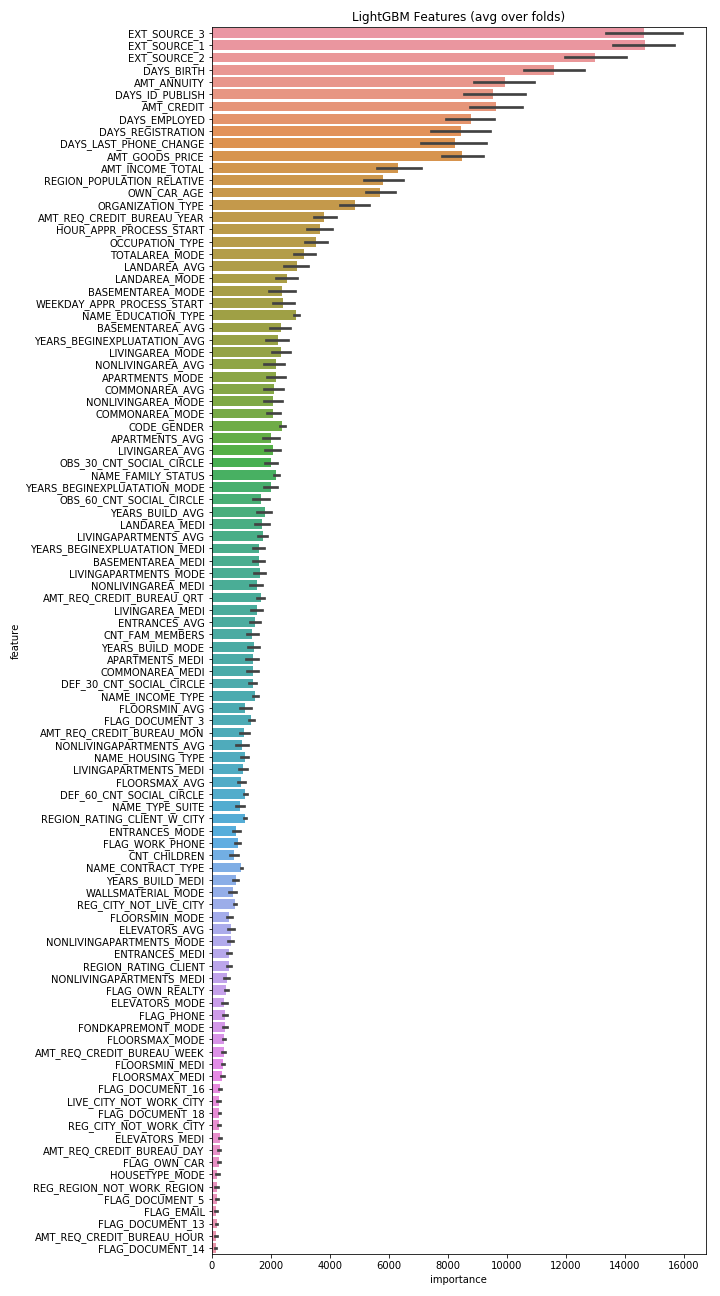 LightGBM Features (avg over folds)
EXT_SOURCE_3
EXT_SOURCE_1
EXT_SOURCE_2
DAYS_BIRTH
AMT_ANNUITY
DAYS_ID_PUBLISH
AMT_CREDIT
DAYS_EMPLOYED
DAYS_REGISTRATION
DAYS_LAST_PHONE_CHANGE
AMT_GOODS_PRICE
AMT_INCOME_TOTAL
REGION_POPULATION_RELATIVE
OWN_CAR_AGE
ORGANIZATION_TYPE
AMT_REQ_CREDIT_BUREAU_YEAR
HOUR_APPR_PROCESS_START
OCCUPATION_TYPE
TOTALAREA_MODE
LANDAREA_AVG
LANDAREA_MODE
BASEMENTAREA_MODE
WEEKDAY_APPR_PROCESS_START
NAME_EDUCATION_TYPE
BASEMENTAREA_AVG
YEARS_BEGINEXPLUATATION_AVG
LIVINGAREA_MODE
NONLIVINGAREA_AVG
APARTMENTS_MODE
COMMONAREA_AVG
NONLIVINGAREA_MODE
COMMONAREA_MODE
CODE_GENDER
APARTMENTS_AVG
LIVINGAREA_AVG
OBS_30_CNT_SOCIAL_CIRCLE
NAME_FAMILY_STATUS
YEARS_BEGINEXPLUATATION_MODE
OBS_60_CNT_SOCIAL_CIRCLE
YEARS_BUILD_AVG
LANDAREA_MEDI
LIVINGAPARTMENTS_AVG
YEARS_BEGINEXPLUATATION_MEDI
BASEMENTAREA_MEDI
LIVINGAPARTMENTS_MODE
NONLIVINGAREA_MEDI
AMT_REQ_CREDIT_BUREAU_QRT
LIVINGAREA_MEDI
ENTRANCES_AVG
CNT_FAM_MEMBERS
YEARS_BUILD_MODE
APARTMENTS_MEDI
COMMONAREA_MEDI
DEF_30_CNT_SOCIAL_CIRCLE
NAME_INCOME_TYPE
FLOORSMIN_AVG
FLAG_DOCUMENT_3
AMT_REQ_CREDIT_BUREAU_MON
NONLIVINGAPARTMENTS_AVG
NAME_HOUSING_TYPE
LIVINGAPARTMENTS_MEDI
FLOORSMAX_AVG
DEF_60_CNT_SOCIAL_CIRCLE
NAME_TYPE_SUITE
REGION_RATING_CLIENT_W_CITY
ENTRANCES_MODE
FLAG_WORK_PHONE
CNT_CHILDREN
NAME_CONTRACT_TYPE
YEARS_BUILD_MEDI
WALLSMATERIAL_MODE
REG_CITY_NOT_LIVE_CITY
FLOORSMIN_MODE
ELEVATORS_AVG
NONLIVINGAPARTMENTS_MODE
ENTRANCES_MEDI
REGION_RATING_CLIENT
NONLIVINGAPARTMENTS_MEDI
FLAG_OWN_REALTY
ELEVATORS_MODE
FLAG_PHONE
FONDKAPREMONT_MODE
FLOORSMAX_MODE
AMT_REQ_CREDIT_BUREAU_WEEK
FLOORSMIN_MEDI
FLOORSMAX_MEDI
FLAG_DOCUMENT_16
LIVE_CITY_NOT_WORK_CITY
FLAG_DOCUMENT_18
REG_CITY_NOT_WORK_CITY
ELEVATORS_MEDI
AMT_REQ_CREDIT_BUREAU_DAY
FLAG_OWN_CAR
HOUSETYPE_MODE
REG_REGION_NOT_WORK_REGION
FLAG_DOCUMENT_5
FLAG_EMAIL
FLAG_DOCUMENT_13
AMT_REQ_CREDIT_BUREAU_HOUR
FLAG_DOCUMENT_14
feature
0 2000 4000 6000 8000 10000 12000 14000 16000
importance